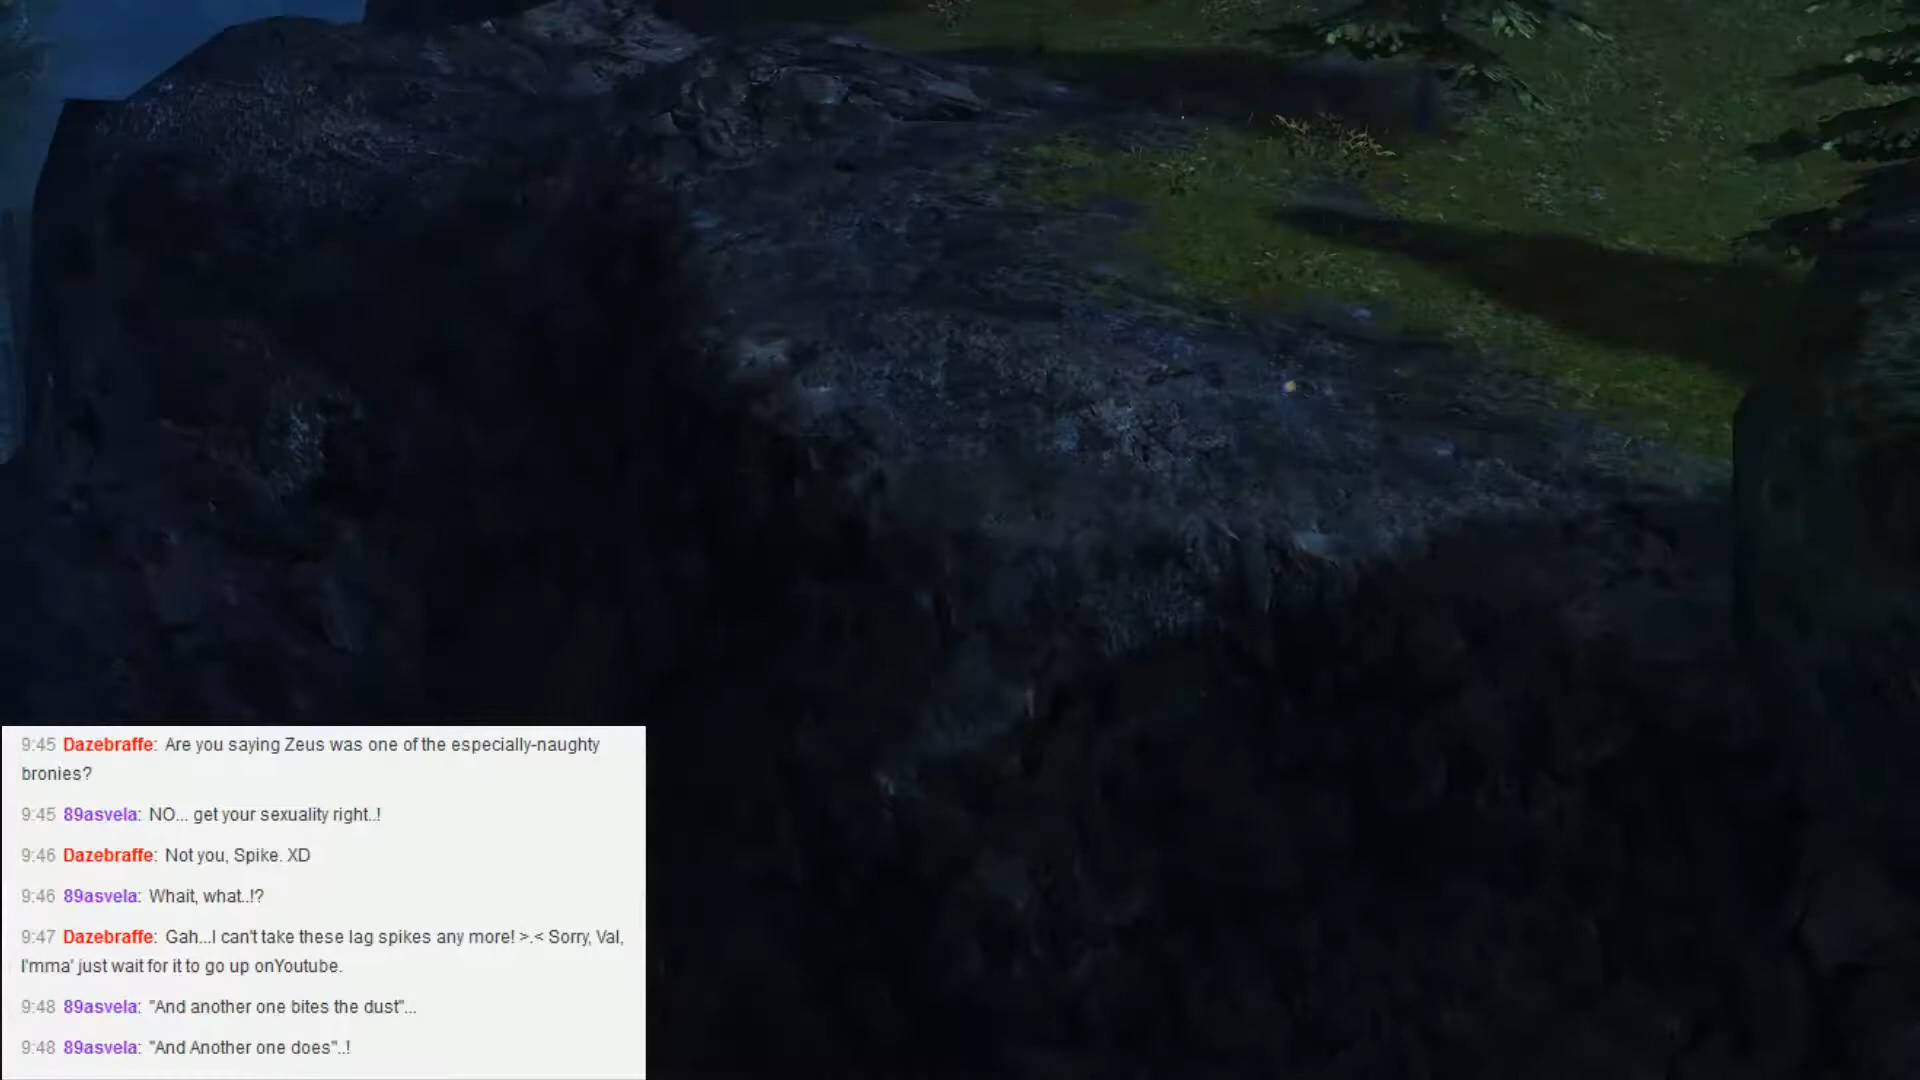 9:45 Dazebraffe: Are you saying Zeus was one of the especially-naughty
bronies?
9:45 89asvela: NO... get your sexuality right..!
9:46 Dazebraffe: Not you, Spike. XD
9:46 89asvela: Whait, what..!?
9:47 Dazebraffe: Gah...I can't take these lag spikes any more! >.< Sorry, Val,
I'mma' just wait for it to go up onYoutube.
9:48 89asvela: "And another one bites the dust"...
9:48 89asvela: "And Another one does"..!